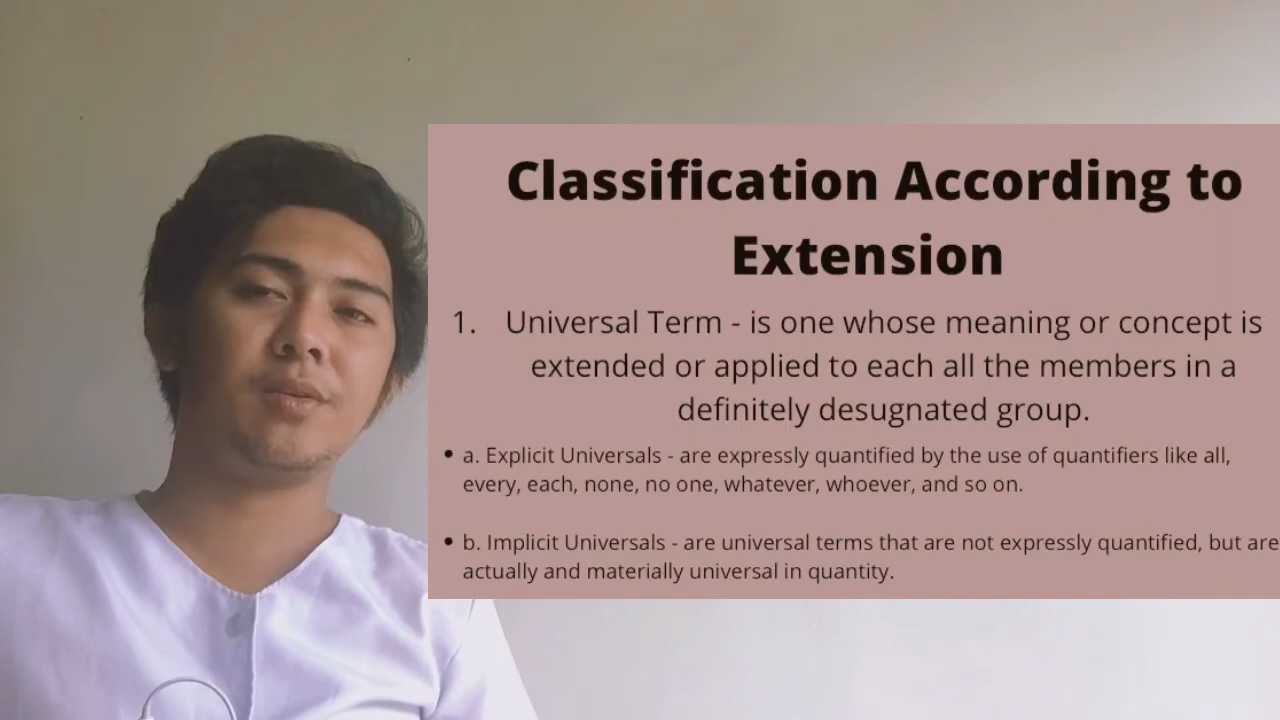 Classification According to
Extension
1. Universal Term - is one whose meaning or concept is
extended or applied to each all the members in a
definitely desugnated group.
• a. Explicit Universals - are expressly quantified by the use of quantifiers like all,
every, each, none, no one, whatever, whoever, and so on.
• b. Implicit Universals - are universal terms that are not expressly quantified, but are
actually and materially universal in quantity.